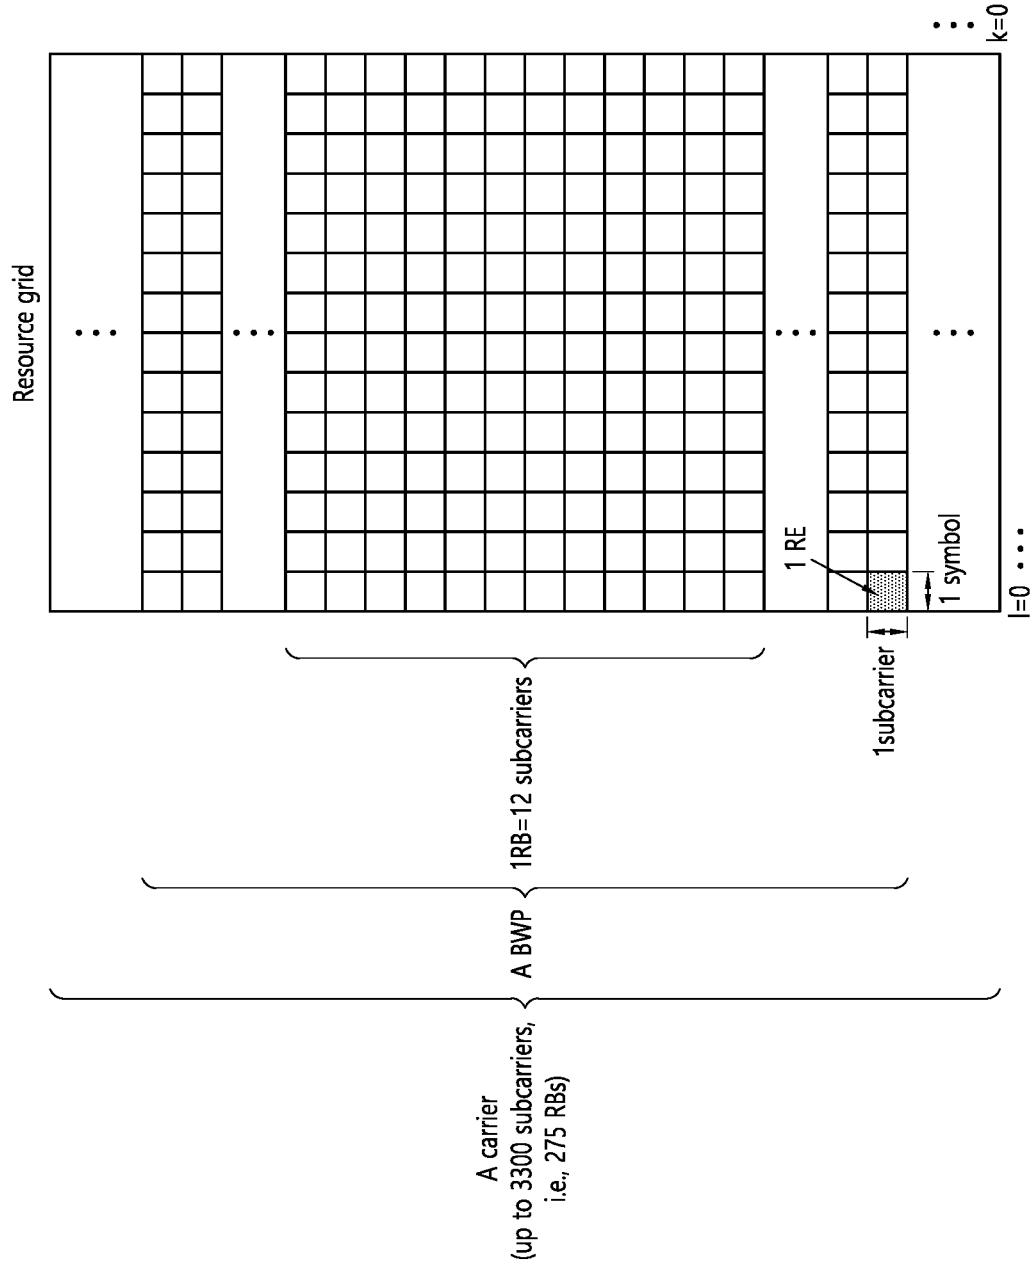 Resource grid
A carrier
(up to 3300 subcarriers,
i.e., 275 RBs)
A BWP
1RB=12 subcarriers
1 RE
1subcarrier
1 symbol
l=0
k=0